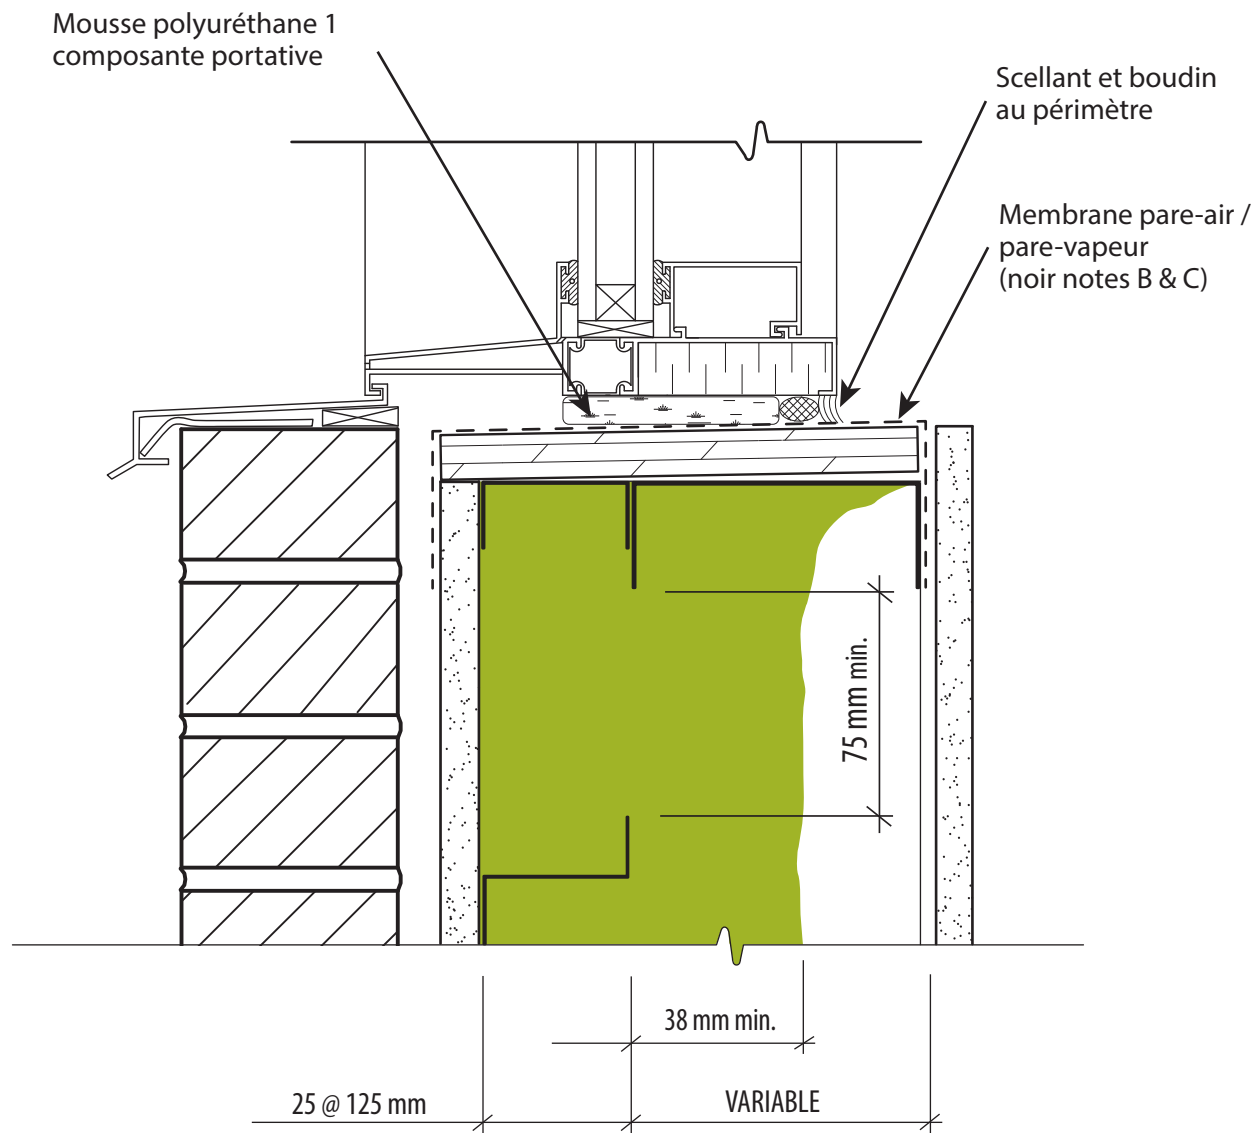 Mousse polyuréthane 1
composante portative
Scellant et boudin
au périmètre
Membrane pare-air /
pare-vapeur
(noir notes B & C)
75 mm min.
38 mm min.
25 @ 125 mm
VARIABLE